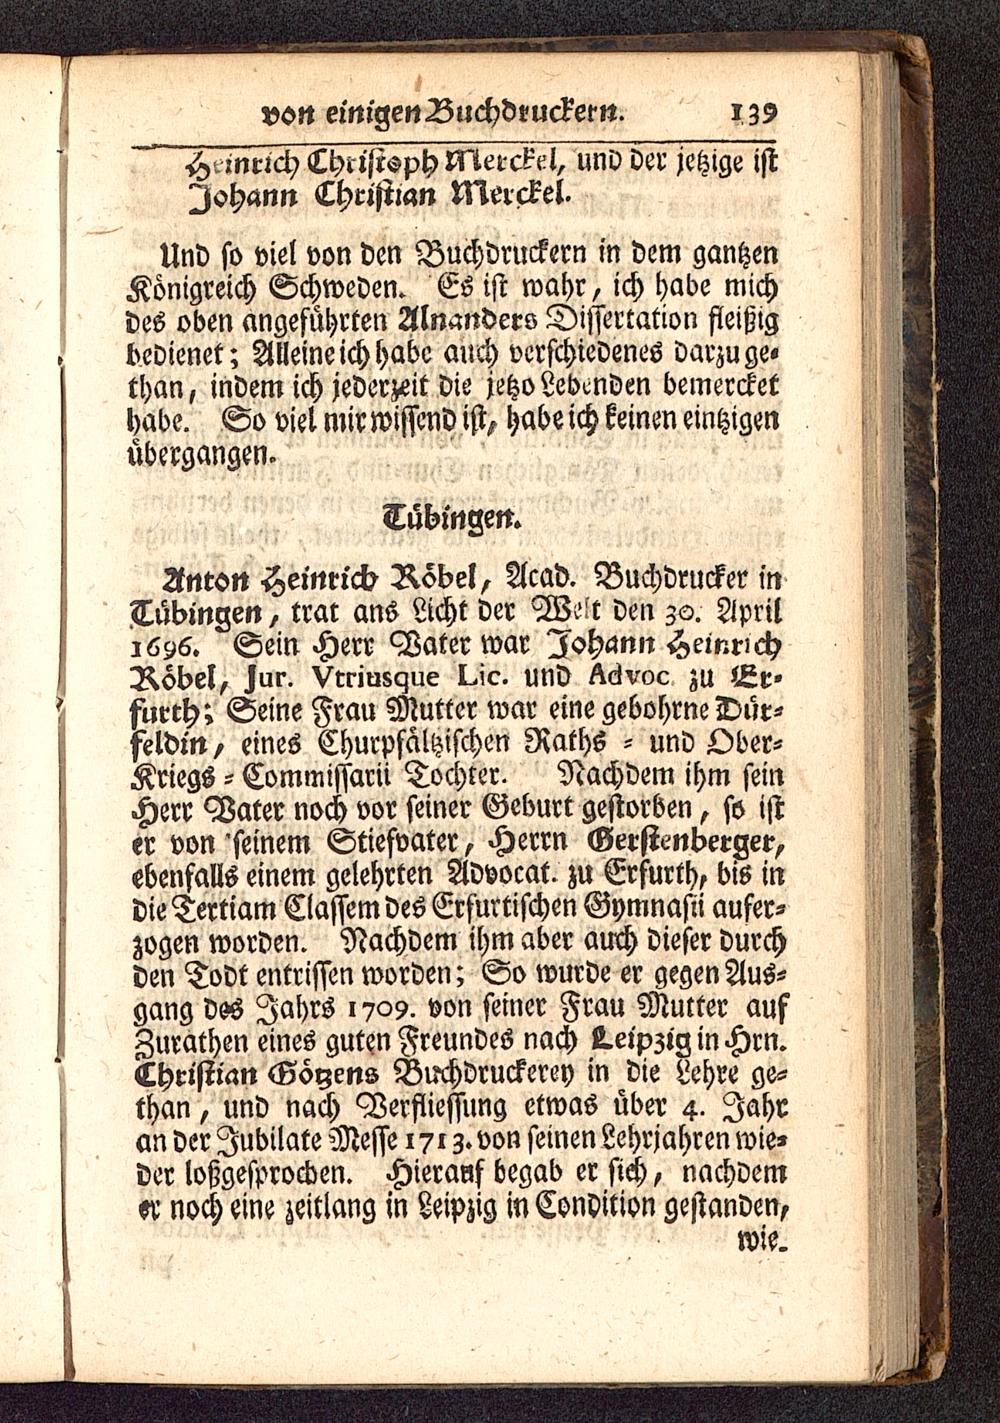 von einigen Buchdruckern. 139
Heinrich Christoph Merckel, und der jetzige ist
Johann Christian Merckel.
Und so viel von den Buchdruckern in dem gantzen
Königreich Schweden. Es ist wahr, ich habe mich
des oben angeführten Alnanders Dissertation fleißig
bedienet; Alleine ich habe auch verschiedenes darzu ge-
than, indem ich jederzeit die jetzo Lebenden bemercket
habe. So viel mir wissend ist, habe ich keinen eintzigen
übergangen.
Tübingen.
Anton Heinrich Röbel, Acad. Buchdrucker in
Tübingen, trat ans Licht der Welt den 30. April
1696. Sein Herr Vater war Johann Heinrich
Röbel, Jur. Vtriusque Lic. und Advoc. zu Er-
furth; Seine Frau Mutter war eine gebohrne Dür-
feldin, eines Churpfältzischen Raths - und Ober-
Kriegs - Commissarii Tochter. Nachdem ihm sein
Herr Vater noch vor seiner Geburt gestorben, so ist
er von seinem Stiefvater, Herrn Gerstenberger,
ebenfalls einem gelehrten Advocat. zu Erfurth, bis in
die Tertiam Classem des Erfurtischen Gymnasii aufer-
zogen worden. Nachdem ihm aber auch dieser durch
den Todt entrissen worden; So wurde er gegen Aus-
gang des Jahrs 1709. von seiner Frau Mutter auf
Zurathen eines guten Freundes nach Leipzig in Hrn.
Christian Götzens Buchdruckerey in die Lehre ge-
than, und nach Verfliessung etwas über 4. Jahr
an der Jubilate Messe 1713. von seinen Lehrjahren wie-
der loßgesprochen. Hierauf begab er sich, nachdem
er noch eine zeitlang in Leipzig in Condition gestanden,
wie-